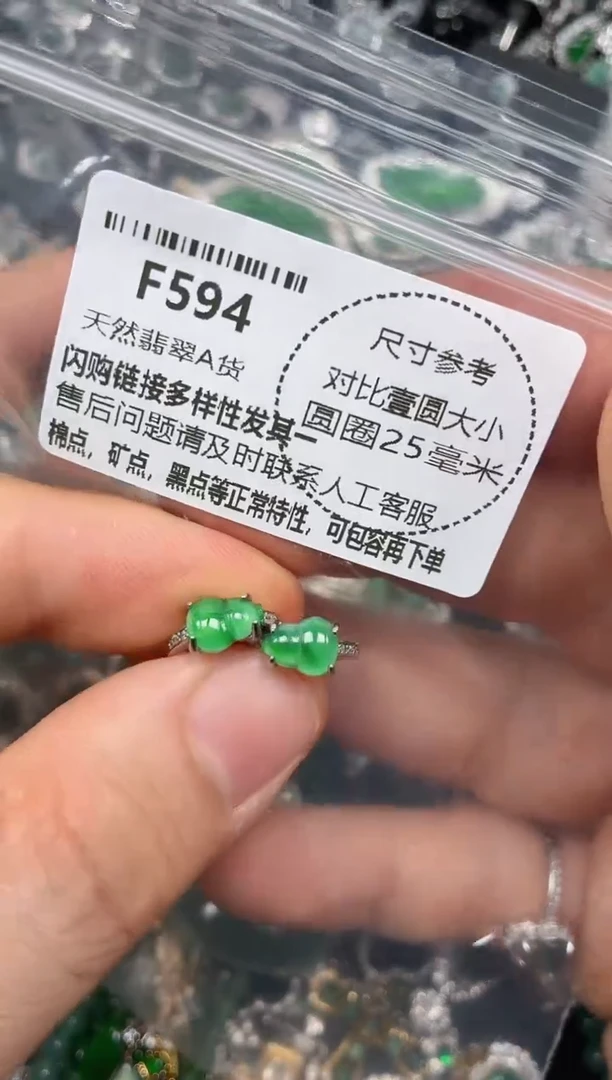 F594
天然翡翠A货
闪购链接多样性发其一
售后问题请及时联系人工客服
棉点，矿点，黑点等正常特性，可包容再下单
尺寸参考
对比壹圆大小
圆圈25毫米